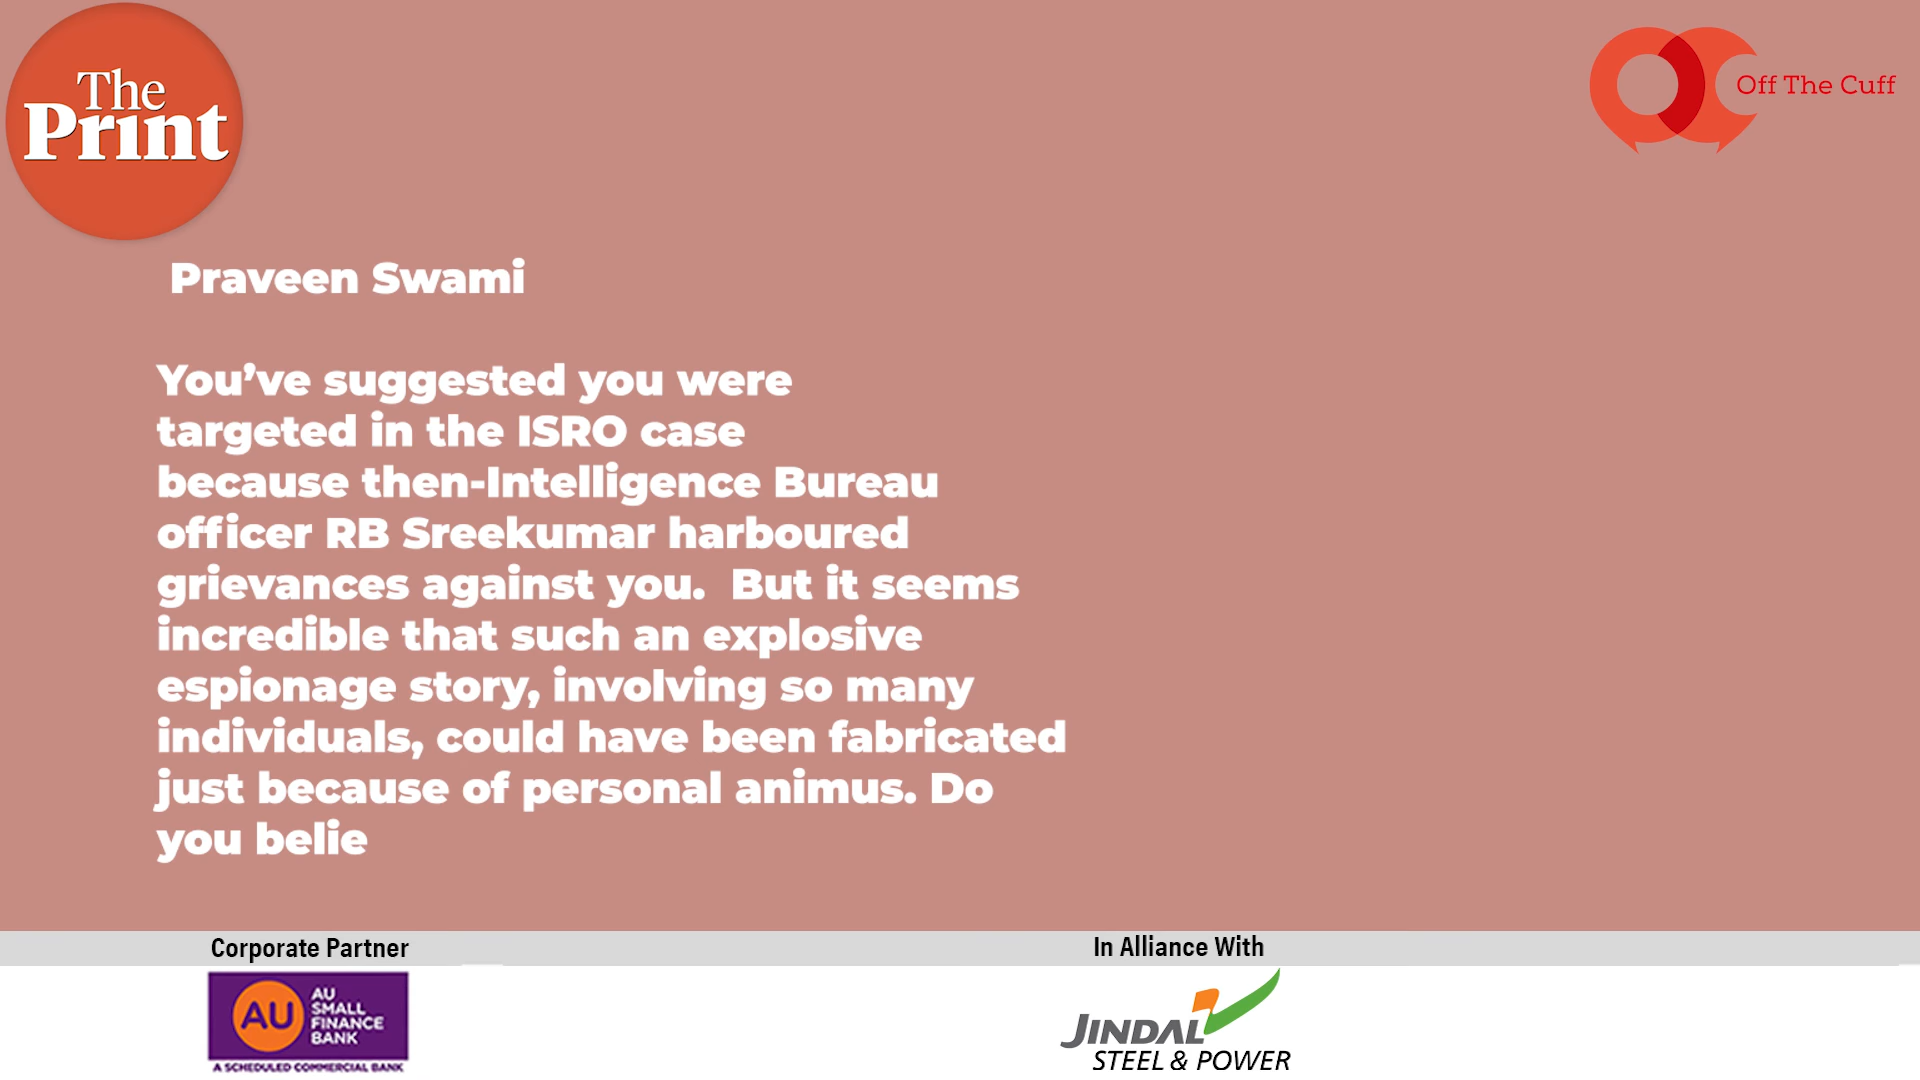 The
Print
Off The Cuff
Praveen Swami
You’ve suggested you were
targeted in the ISRO case
because then-Intelligence Bureau
officer RB Sreekumar harboured
grievances against you.  But it seems
incredible that such an explosive
espionage story, involving so many
individuals, could have been fabricated
just because of personal animus. Do
you belie
Corporate Partner
AU
AU
SMALL
FINANCE
BANK
A SCHEDULED COMMERCIAL BANK
In Alliance With
JINDAL
STEEL & POWER